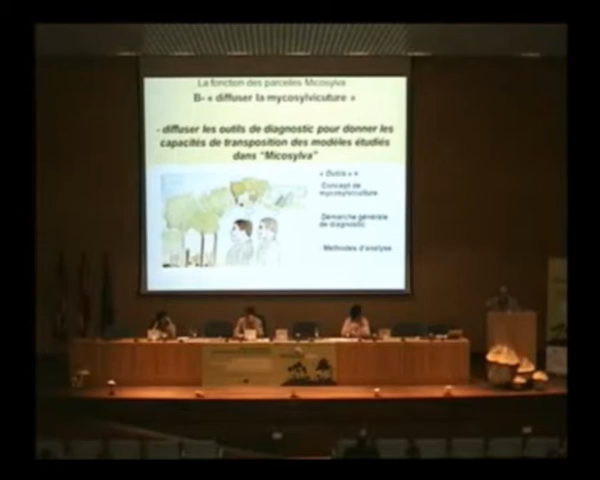 La fonction des parcelles Micosylva
B- « diffuser la mycosylvicuture »
- diffuser les outils de diagnostic pour donner les
capacités de transposition des modèles étudiés
dans "Micosylva"
« Outils » =
-Concept de
mycosylviculture
-Démarche générale
de diagnostic
- Méthodes d'analyse